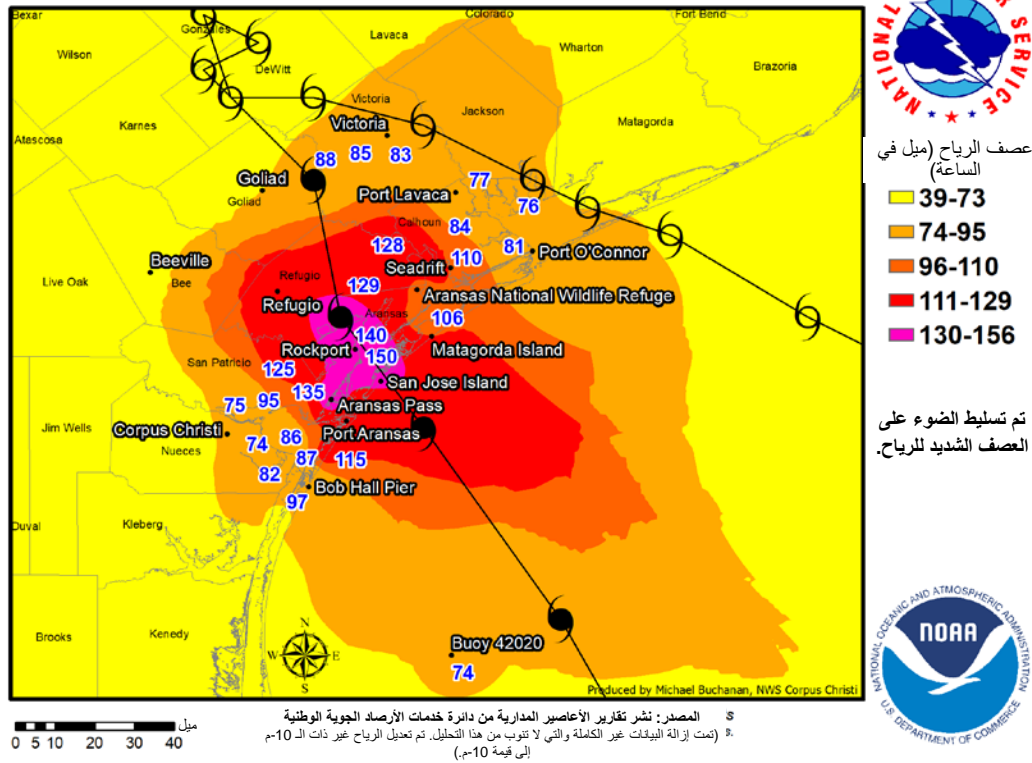 Bexar
Gonzales
Colorado
Fort Bend
Lavaca
Wilson
Wharton
DeWitt
Brazoria
Victoria
Jackson
Karnes
Matagorda
Victoria
Atascosa
88
85
83
Goliad
77
Port Lavaca
Goliad
76
Calhoun
84
128
81
Port O'Connor
110
Seadrift
Beeville
Bee
Live Oak
Refugio
129
Aransas National Wildlife Refuge
Refugio
Aransas
106
140
Matagorda Island
Rockport
150
San Patricio
125
San Jose Island
135
95
75
Aransas Pass
Jim Wells
Corpus Christi
86
Port Aransas
74
Nueces
87
115
82
Bob Hall Pier
97
Duval
Kleberg
Brooks
Kenedy
N
W
E
S
Buoy 42020
74
Produced by Michael Buchanan, NWS Corpus Christi
NATIONAL
SERVICE
عصف الرياح (ميل في
الساعة)
39-73
74-95
96-110
111-129
130-156
تم تسليط الضوء على
العصف الشديد للرياح.
NATIONAL OCEANIC AND ATMOSPHERIC ADMINISTRATION
NOAA
U.S. DEPARTMENT OF COMMERCE
ميل
0 5 10 20 30 40
المصدر: نشر تقارير الأعاصير المدارية من دائرة خدمات الأرصاد الجوية الوطنية
(تمت إزالة البيانات غير الكاملة والتي لا تنوب من هذا التحليل. تم تعديل الرياح غير ذات الـ 10-م
إلى قيمة 10-م.)